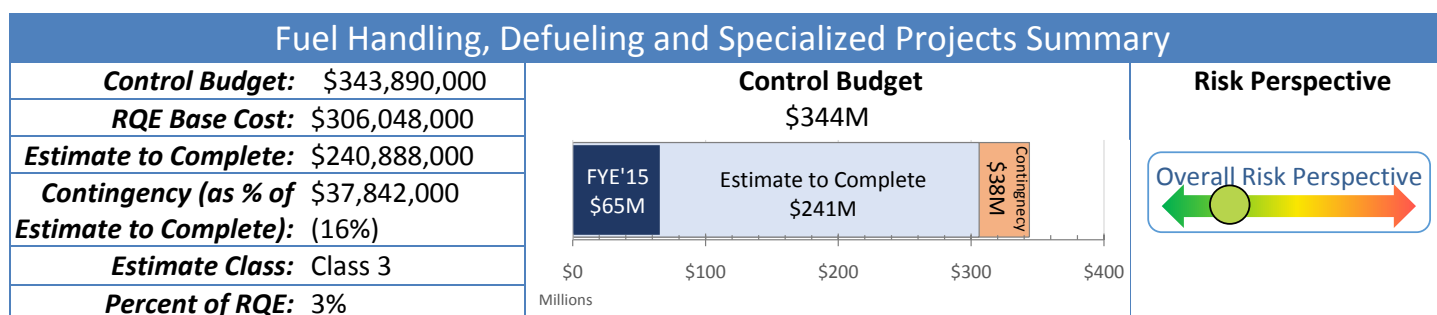 Fuel Handling, Defueling and Specialized Projects Summary
Control Budget: $343,890,000
RQE Base Cost: $306,048,000
Estimate to Complete: $240,888,000
Contingency (as % of $37,842,000
Estimate to Complete): (16%)
Estimate Class: Class 3
Percent of RQE: 3%
Control Budget
$344M
FYE'15
$65M
Estimate to Complete
$241M
Contingnecy
$38M
$0 $100 $200 $300 $400
Millions
Risk Perspective
Overall Risk Perspective